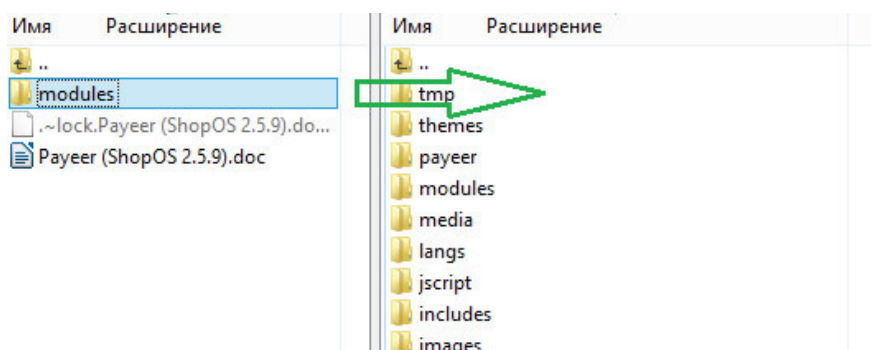 Имя Расширение
..
modules
.~lock.Payeer (ShopOS 2.5.9).do...
Payeer (ShopOS 2.5.9).doc
Имя Расширение
..
tmp
themes
payeer
modules
media
langs
jscript
includes
images